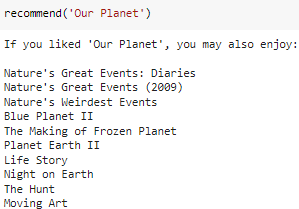 recommend('Our Planet')
If you liked 'Our Planet', you may also enjoy:
Nature's Great Events: Diaries
Nature's Great Events (2009)
Nature's Weirdest Events
Blue Planet II
The Making of Frozen Planet
Planet Earth II
Life Story
Night on Earth
The Hunt
Moving Art